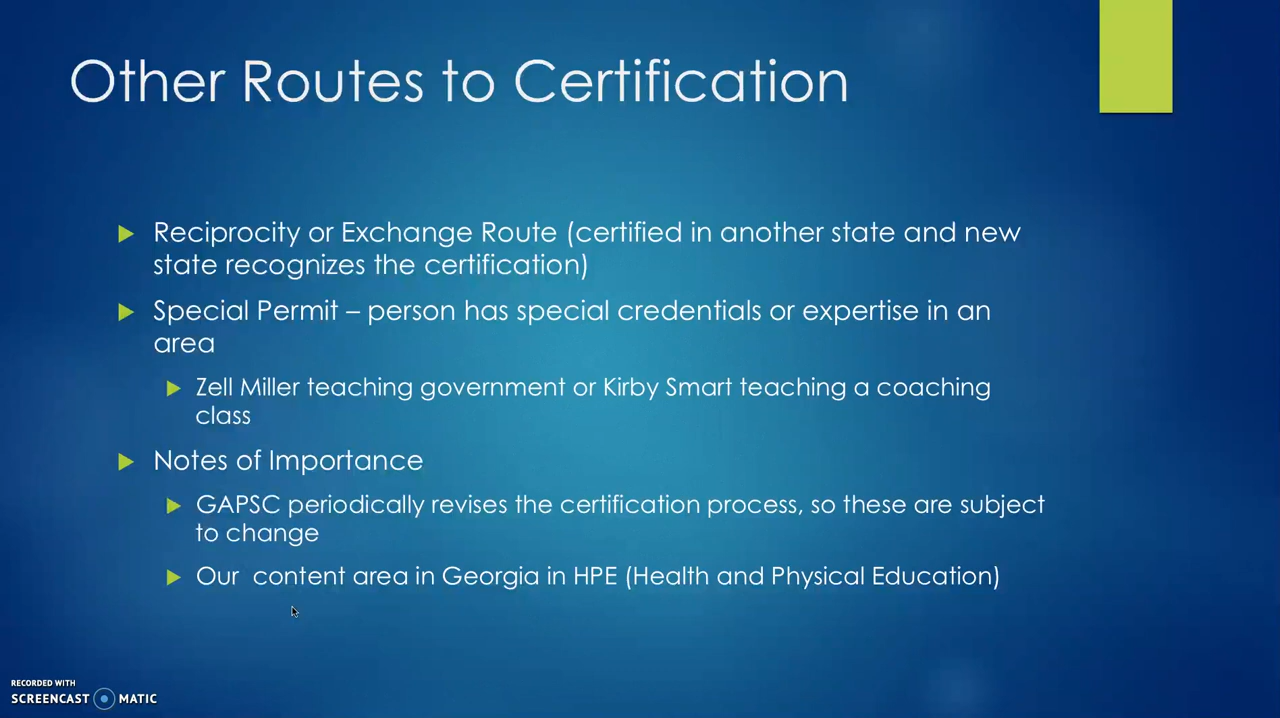 Other Routes to Certification
Reciprocity or Exchange Route (certified in another state and new
state recognizes the certification)
Special Permit – person has special credentials or expertise in an
area
Zell Miller teaching government or Kirby Smart teaching a coaching
class
Notes of Importance
GAPSC periodically revises the certification process, so these are subject
to change
Our  content area in Georgia in HPE (Health and Physical Education)
RECORDED WITH
SCREENCAST MATIC